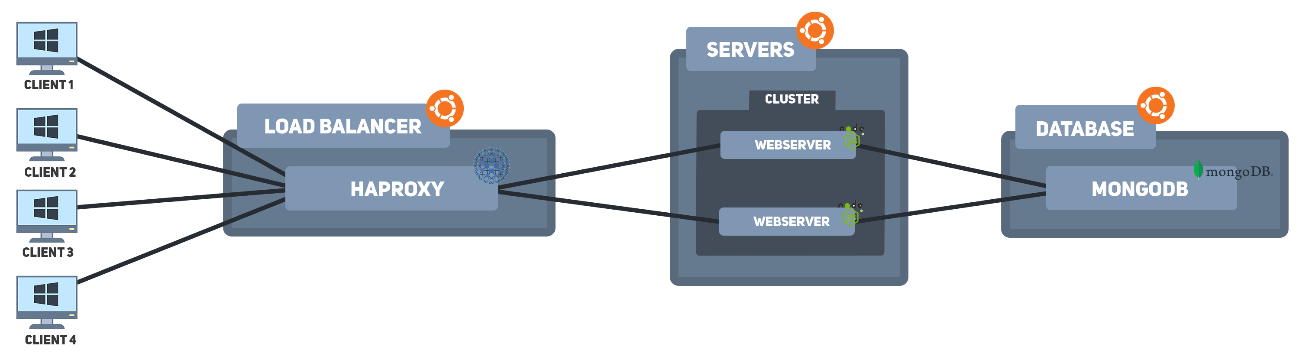 CLIENT 1
CLIENT 2
CLIENT 3
CLIENT 4
LOAD BALANCER
HAPROXY
SERVERS
CLUSTER
WEBSERVER
WEBSERVER
DATABASE
MONGODB
mongoDB.